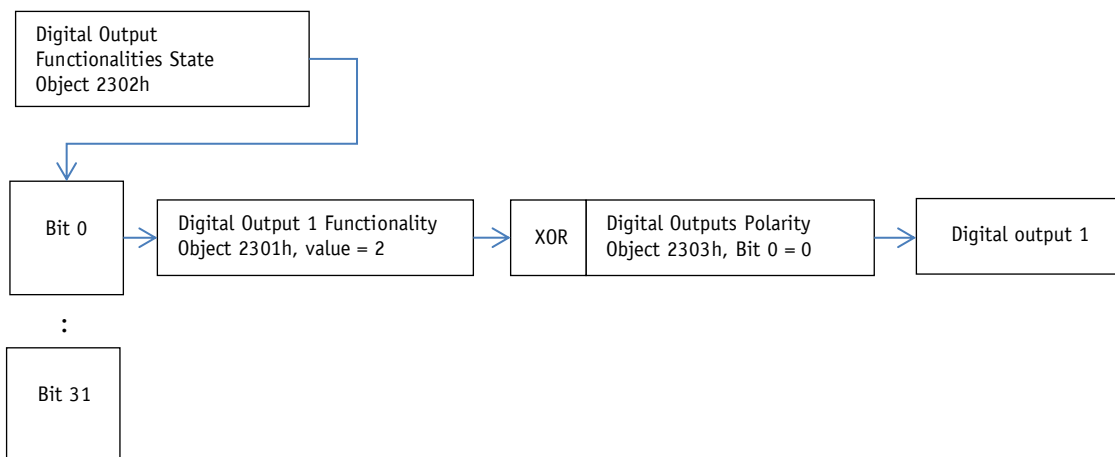 Digital Output
Functionalities State
Object 2302h
Bit 0
Digital Output 1 Functionality
Object 2301h, value = 2
XOR
Digital Outputs Polarity
Object 2303h, Bit 0 = 0
Digital output 1
:
Bit 31